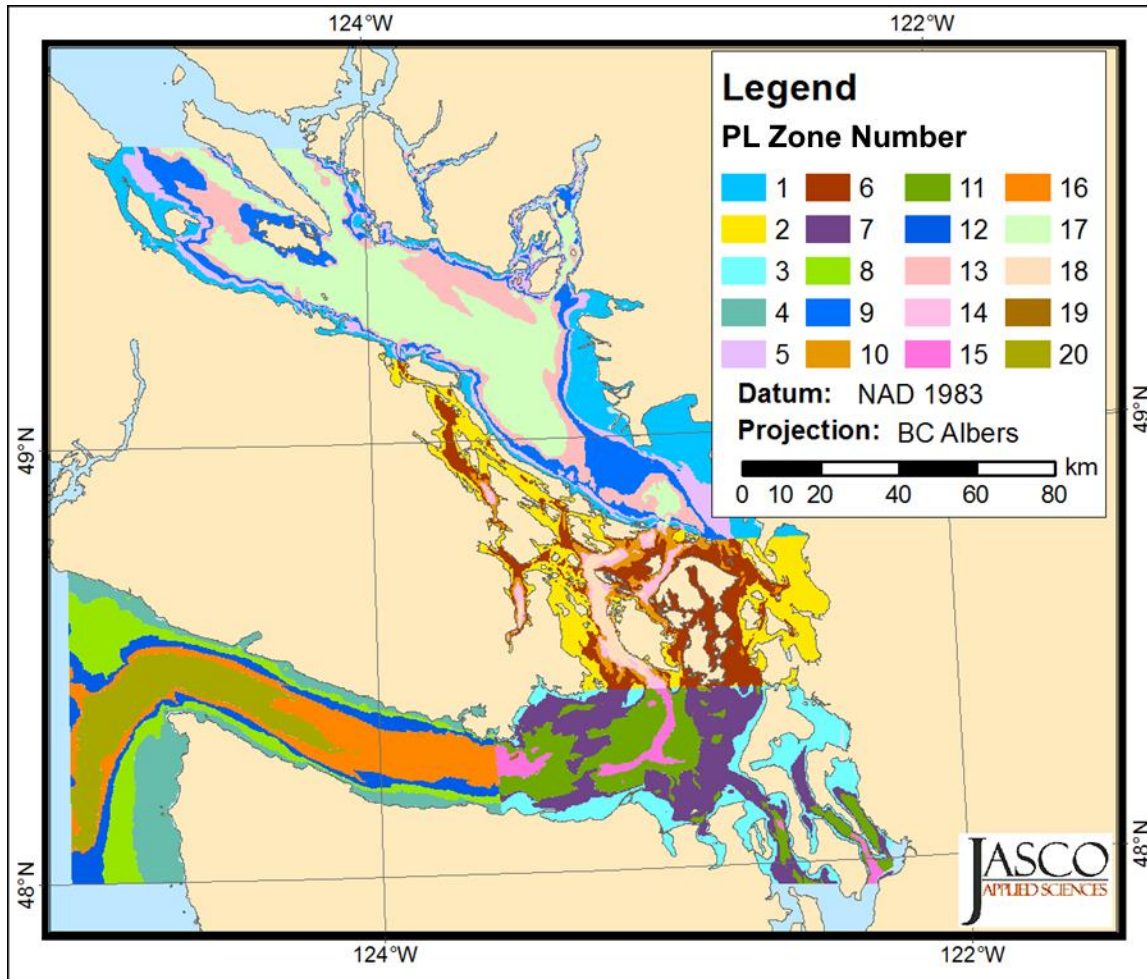 124°W 122°W
Legend
PL Zone Number
1 6 11 16
2 7 12 17
3 8 13 18
4 9 14 19
5 10 15 20
Datum: NAD 1983
Projection: BC Albers
km
0 10 20 40 60 80
49°N 49°N
48°N 48°N
JASCO
APPLIED SCIENCES
124°W 122°W